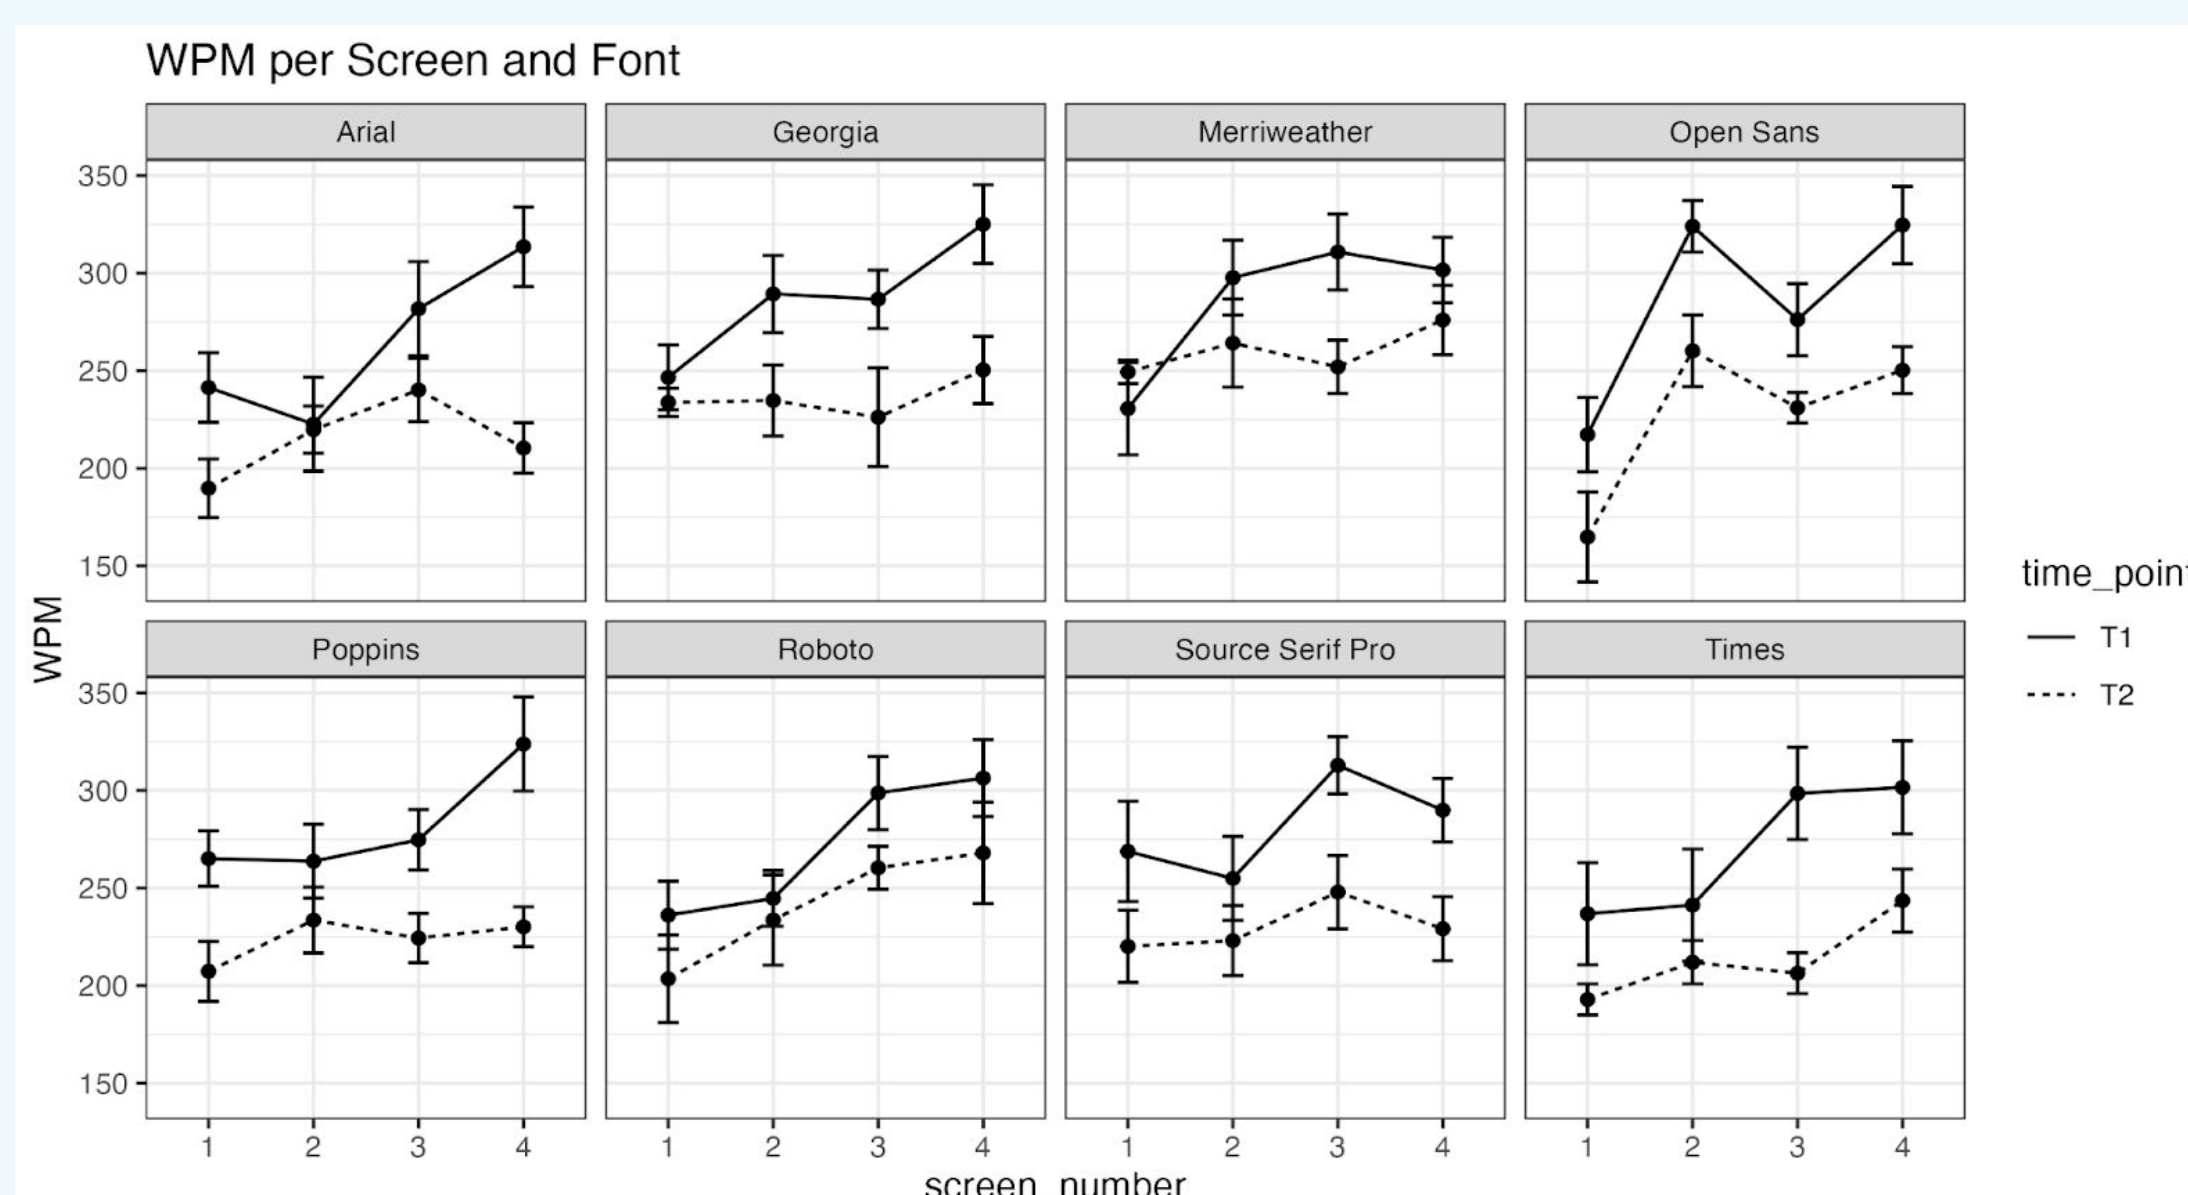 WPM per Screen and Font
Arial Georgia Merriweather Open Sans
350
300
250
200
150
WPM
Poppins Roboto Source Serif Pro Times
350
300
250
200
150
1 2 3 4 1 2 3 4 1 2 3 4 1 2 3 4
screen_number
time_point
T1
T2